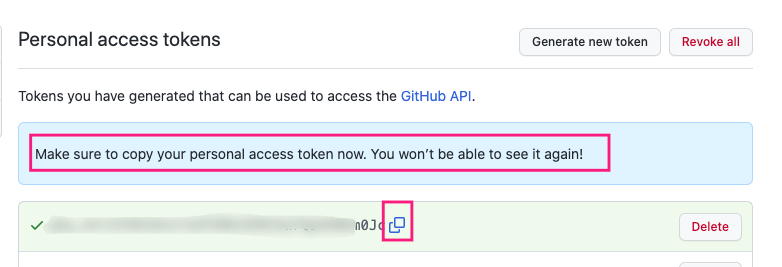 Personal access tokens
Generate new token
Revoke all
Tokens you have generated that can be used to access the GitHub API.
Make sure to copy your personal access token now. You won't be able to see it again!
Delete